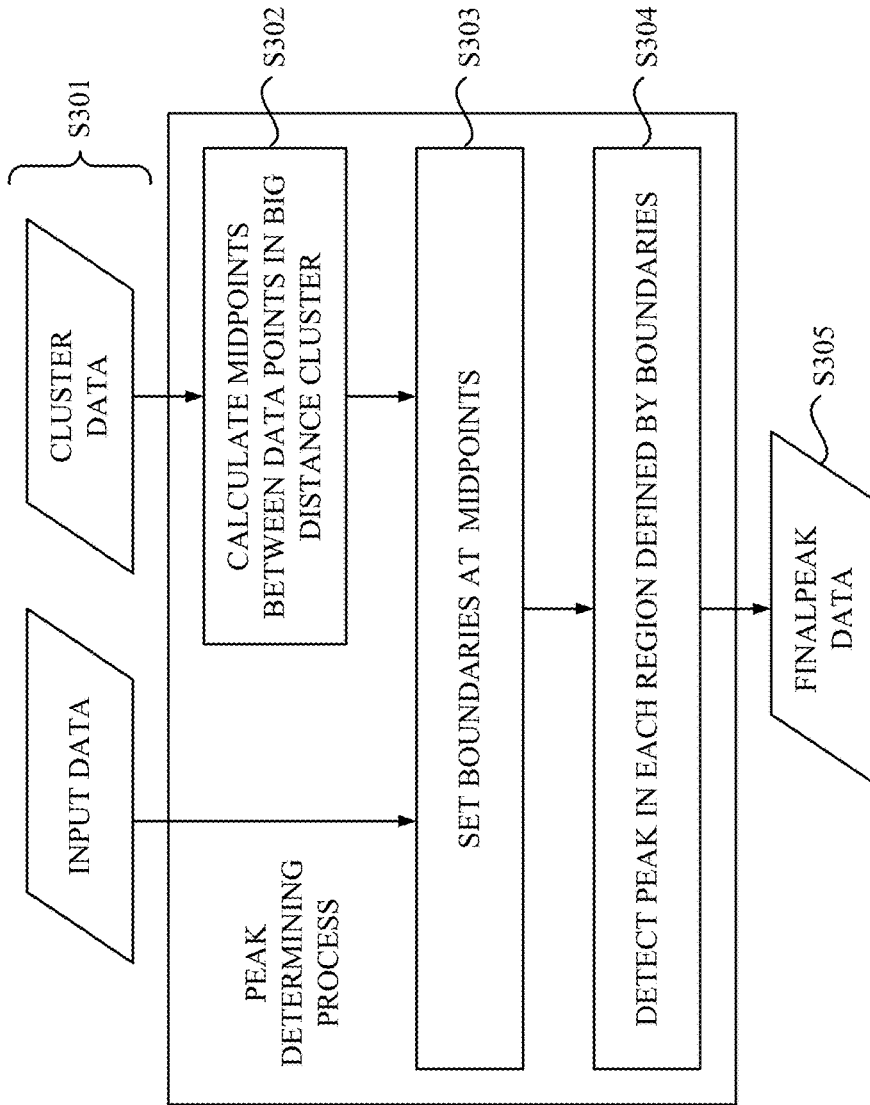 INPUT DATA
CLUSTER
DATA
S301
PEAK
DETERMINING
PROCESS
CALCULATE MIDPOINTS
BETWEEN DATA POINTS IN BIG
DISTANCE CLUSTER
S302
SET BOUNDARIES AT MIDPOINTS
S303
DETECT PEAK IN EACH REGION DEFINED BY BOUNDARIES
S304
FINALPEAK
DATA
S305